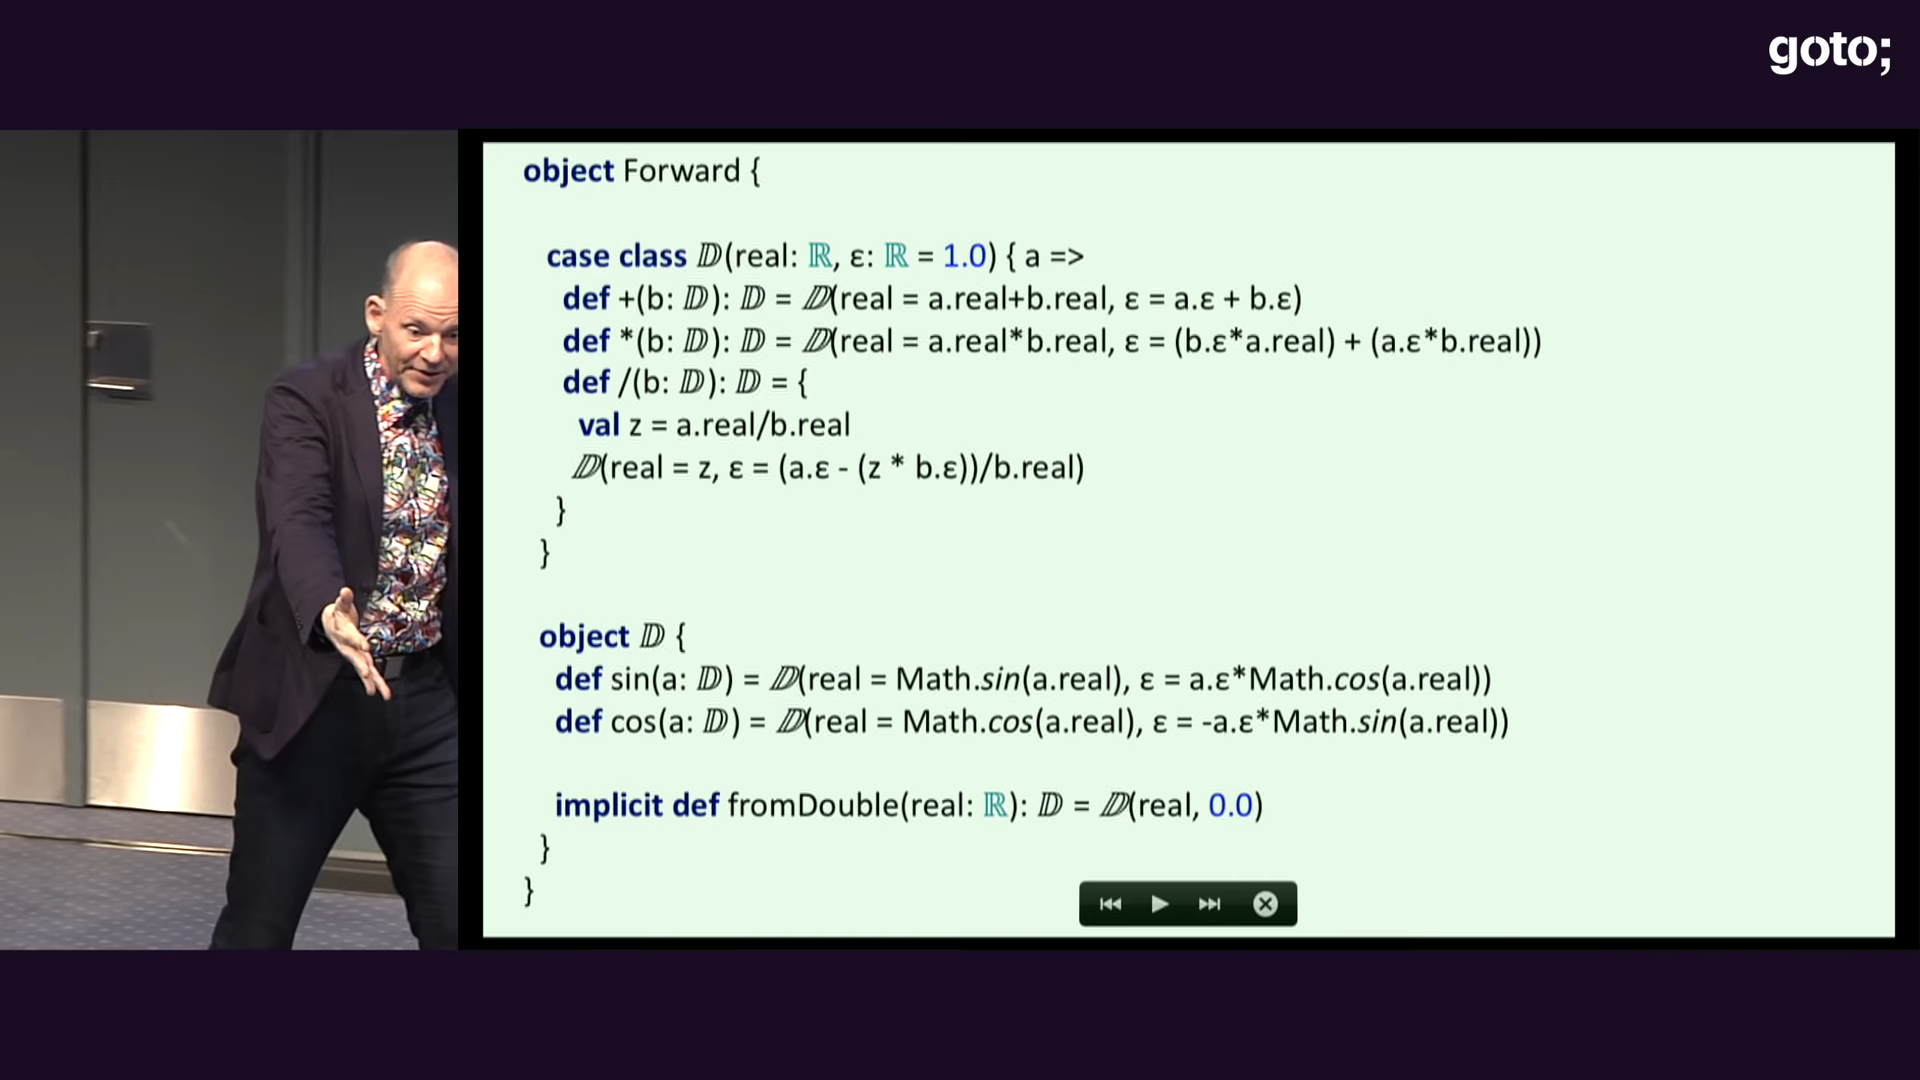 goto;
object Forward {
case class 𝔻(real: ℝ, ε: ℝ = 1.0) { a =>
def +(b: 𝔻): 𝔻 = 𝔻(real = a.real+b.real, ε = a.ε + b.ε)
def *(b: 𝔻): 𝔻 = 𝔻(real = a.real*b.real, ε = (b.ε*a.real) + (a.ε*b.real))
def /(b: 𝔻): 𝔻 = {
val z = a.real/b.real
𝔻(real = z, ε = (a.ε - (z * b.ε))/b.real)
}
}
object 𝔻 {
def sin(a: 𝔻) = 𝔻(real = Math.sin(a.real), ε = a.ε*Math.cos(a.real))
def cos(a: 𝔻) = 𝔻(real = Math.cos(a.real), ε = -a.ε*Math.sin(a.real))
implicit def fromDouble(real: ℝ): 𝔻 = 𝔻(real, 0.0)
}
}